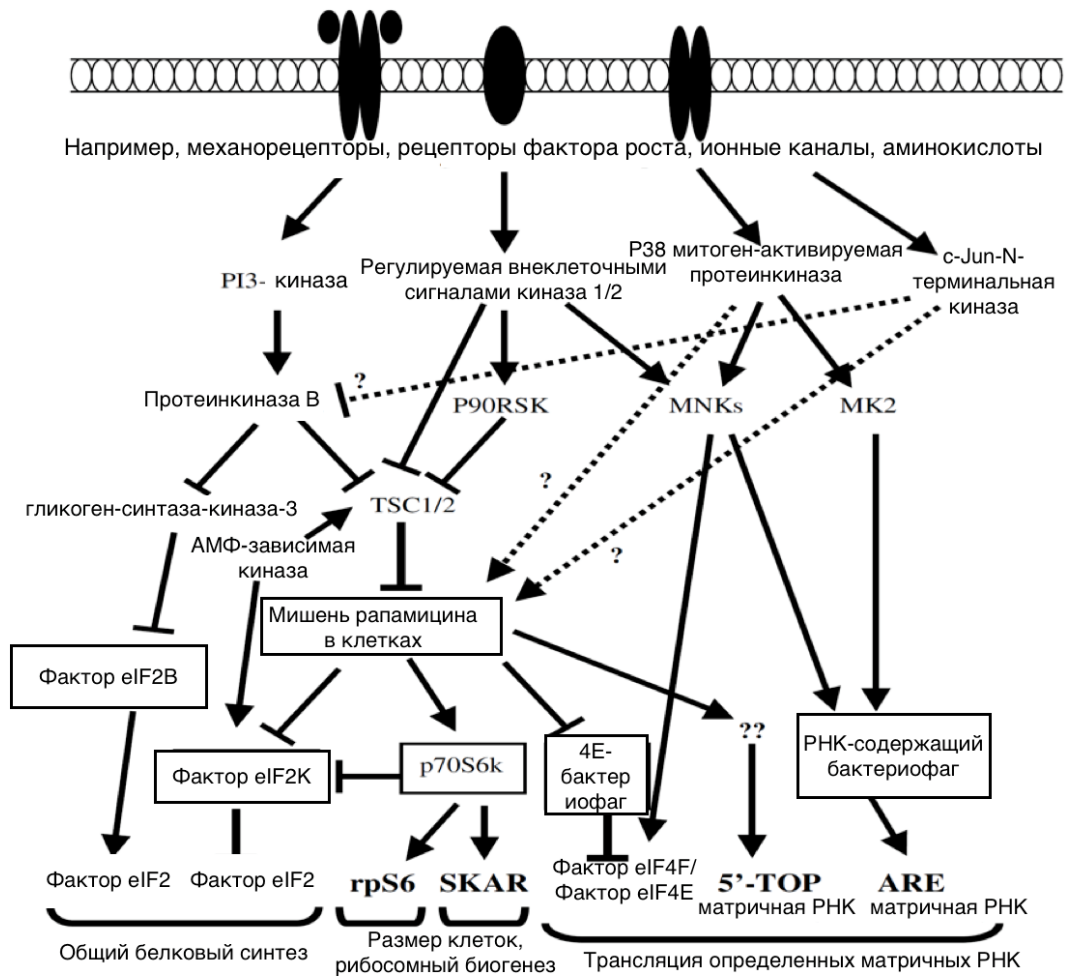 Например, механорецепторы, рецепторы фактора роста, ионные каналы, аминокислоты
PI3- киназа
Регулируемая внеклеточными
сигналами киназа 1/2
P38 митоген-активируемая
протеинкиназа
c-Jun-N-
терминальная
киназа
?
Протеинкиназа В
P90RSK
MNKs
MK2
?
гликоген-синтаза-киназа-3
TSC1/2
АМФ-зависимая
киназа
?
Мишень рапамицина
в клетках
Фактор eIF2B
Фактор eIF2K
p70S6k
4E-
бактер
иофаг
??
РНК-содержащий
бактериофаг
Фактор eIF2
Фактор eIF2
rpS6
SKAR
Фактор eIF4F/
Фактор eIF4E
5’-TOP
матричная РНК
ARE
матричная РНК
Общий белковый синтез
Размер клеток,
рибосомный биогенез
Трансляция определенных матричных РНК